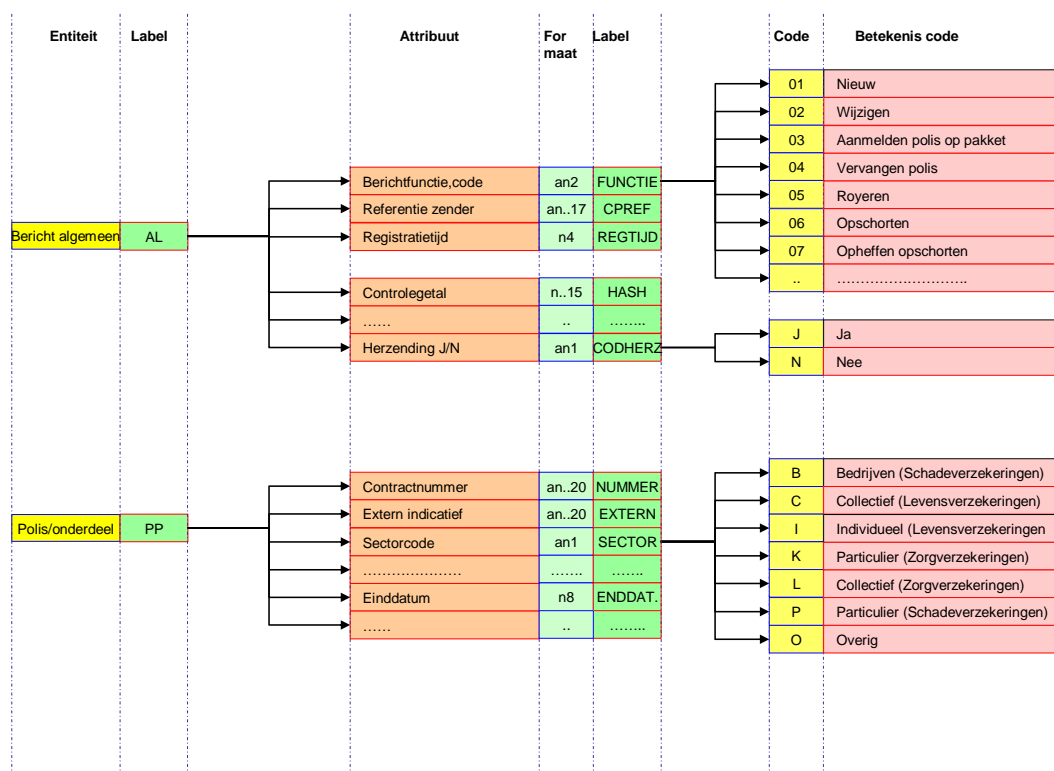 Entiteit Label Attribuut For maat Label Code Betekenis code
01 Nieuw
02 Wijzigen
03 Aanmelden polis op pakket
Berichtfunctie,code an2 FUNCTIE 04 Vervangen polis
Referentie zender an..17 CPREF 05 Royeren
Bericht algemeen AL Registratietijd n4 REGTIJD 06 Opschorten
07 Opheffen opschorten
Controlegetal n..15 HASH .. ..............................
...... .. ........
Herzending J/N an1 CODHERZ J Ja
N Nee
B Bedrijven (Schadeverzekeringen)
Contractnummer an..20 NUMMER C Collectief (Levensverzekeringen)
Polis/onderdeel PP Extern indicatief an..20 EXTERN I Individueel (Levensverzekeringen
Sectorcode an1 SECTOR K Particulier (Zorgverzekeringen)
..................... ....... ....... L Collectief (Zorgverzekeringen)
Einddatum n8 ENDDAT. P Particulier (Schadeverzekeringen)
...... .. ........ O Overig